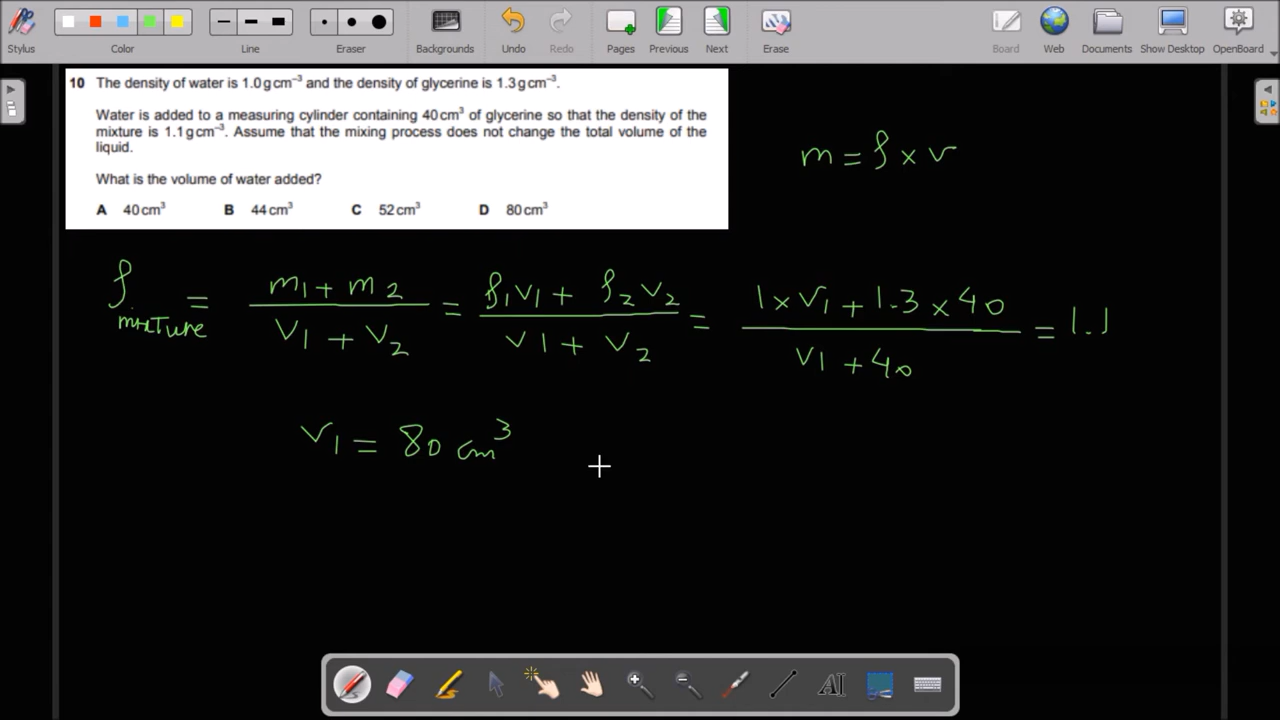 Stylus Color Line Eraser Backgrounds Undo Redo Pages Previous Next Erase Board Web Documents Show Desktop OpenBoard
10 The density of water is 1.0 g cm⁻³ and the density of glycerine is 1.3 g cm⁻³.
Water is added to a measuring cylinder containing 40 cm³ of glycerine so that the density of the
mixture is 1.1 g cm⁻³. Assume that the mixing process does not change the total volume of the
liquid.
What is the volume of water added?
A 40 cm³ B 44 cm³ C 52 cm³ D 80 cm³
m = ρ × v
ρ mixture = (m1 + m2) / (V1 + V2) = (ρ1V1 + ρ2V2) / (V1 + V2) = (1 × V1 + 1.3 × 40) / (V1 + 40) = 1.1
V1 = 80 cm³
AI